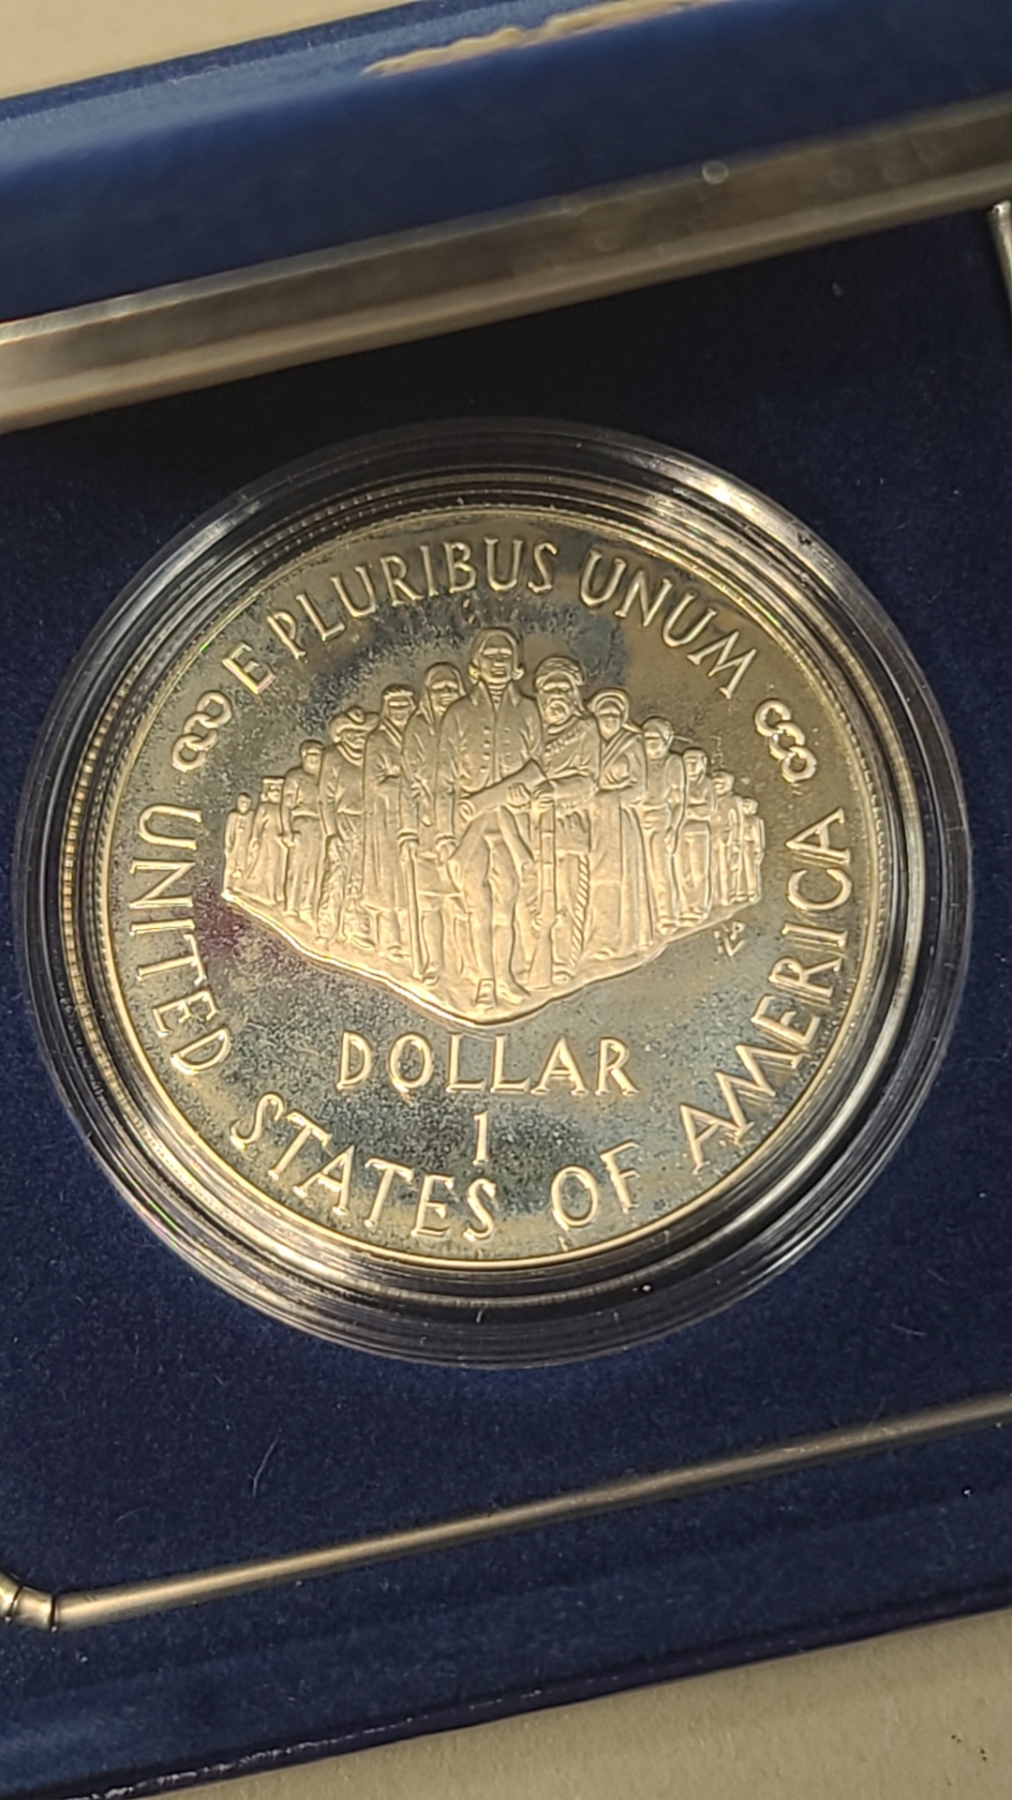 E PLURIBUS UNUM
DOLLAR
1
UNITED STATES OF AMERICA